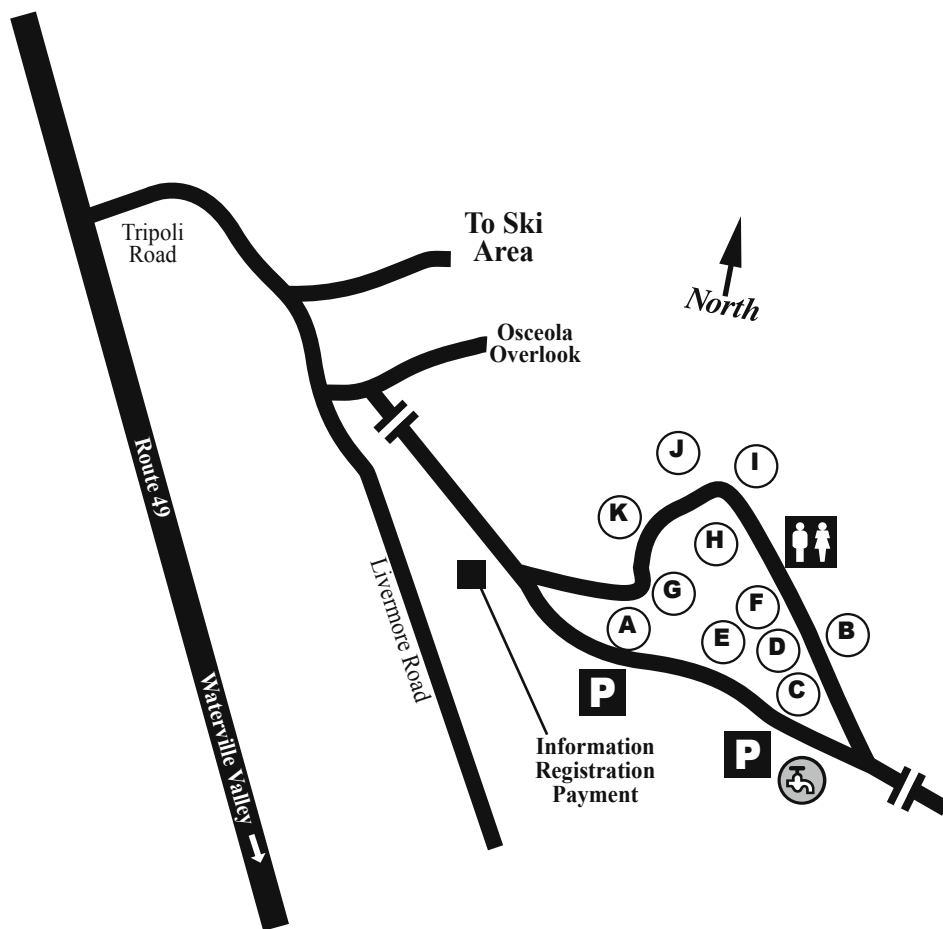 To Ski
Area
Tripoli
Road
North
Osceola
Overlook
Route 49
J
I
K
H
G
F
A
E
D
B
C
Livermore Road
P
P
Waterville Valley
Information
Registration
Payment